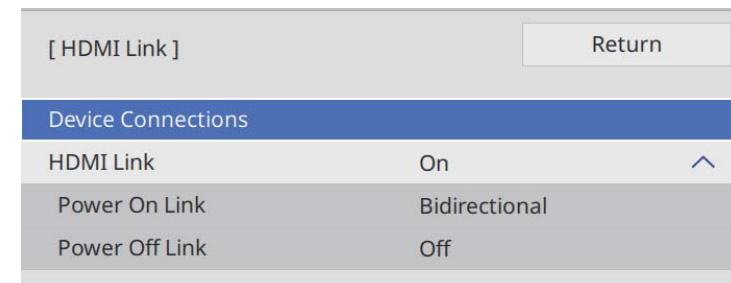 [ HDMI Link ] Return
Device Connections
HDMI Link On
Power On Link Bidirectional
Power Off Link Off